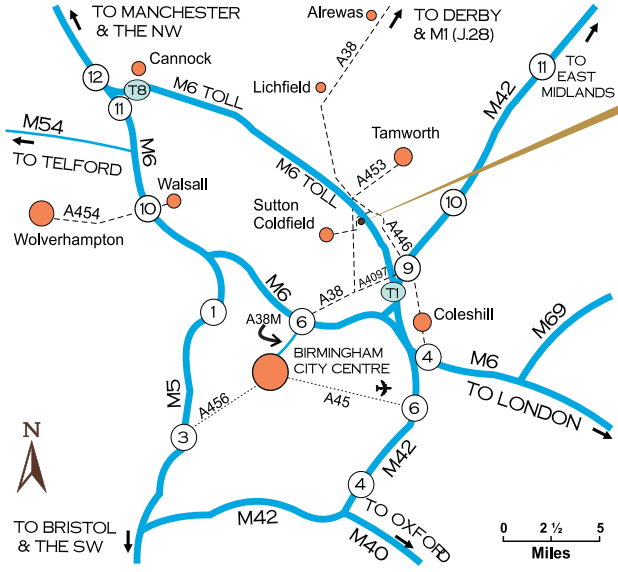 TO MANCHESTER
& THE NW
Alrewas
TO DERBY
& M1 (J.28)
Cannock
A38
12
T8
11
M6 TOLL
Lichfield
11
TO
EAST
MIDLANDS
M42
M54
TO TELFORD
M6
Tamworth
A453
M6 TOLL
Walsall
A454
10
Wolverhampton
Sutton
Coldfield
10
A446
9
M6
A38
A4097
T1
1
A38M
6
Coleshill
M69
BIRMINGHAM
CITY CENTRE
4
M6
TO LONDON
M5
A456
A45
6
3
N
M42
4
TO BRISTOL
& THE SW
M42
TO OXFORD
M40
0 2 ½ 5
Miles